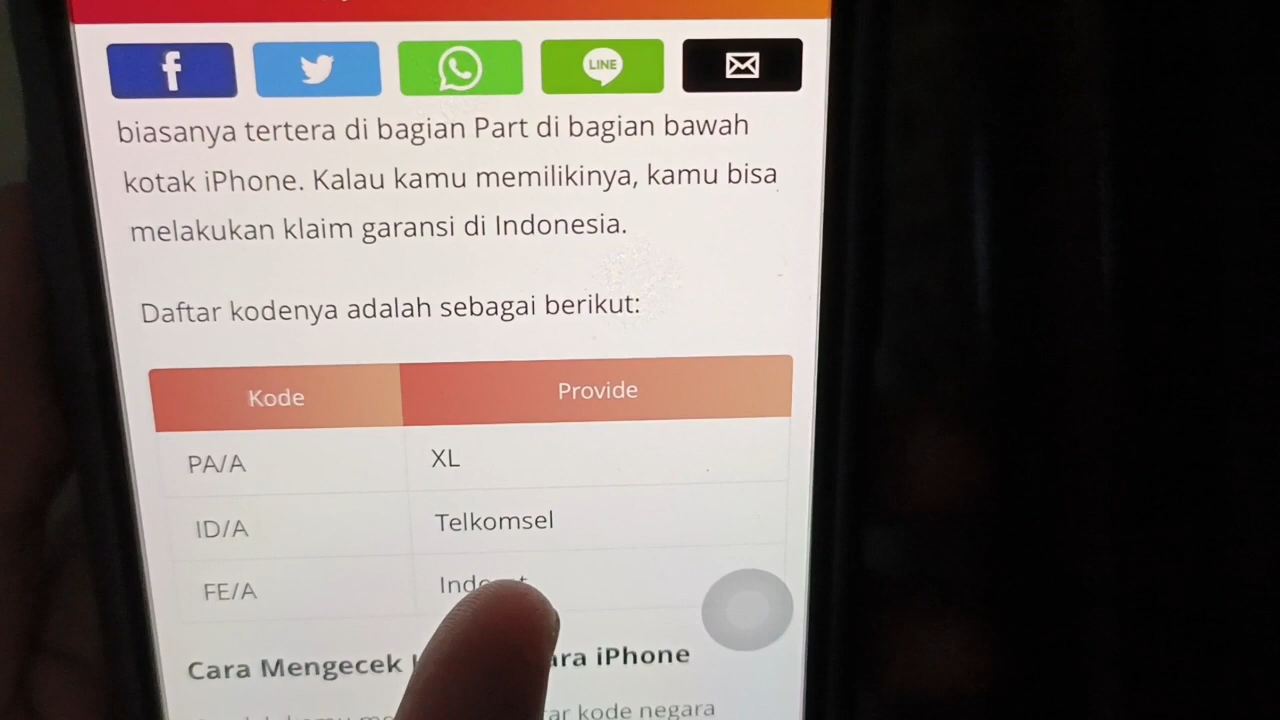 LINE
biasanya tertera di bagian Part di bagian bawah
kotak iPhone. Kalau kamu memilikinya, kamu bisa
melakukan klaim garansi di Indonesia.
Daftar kodenya adalah sebagai berikut:
Kode Provide
PA/A XL
ID/A Telkomsel
FE/A
Cara Mengecek iPhone
kode negara